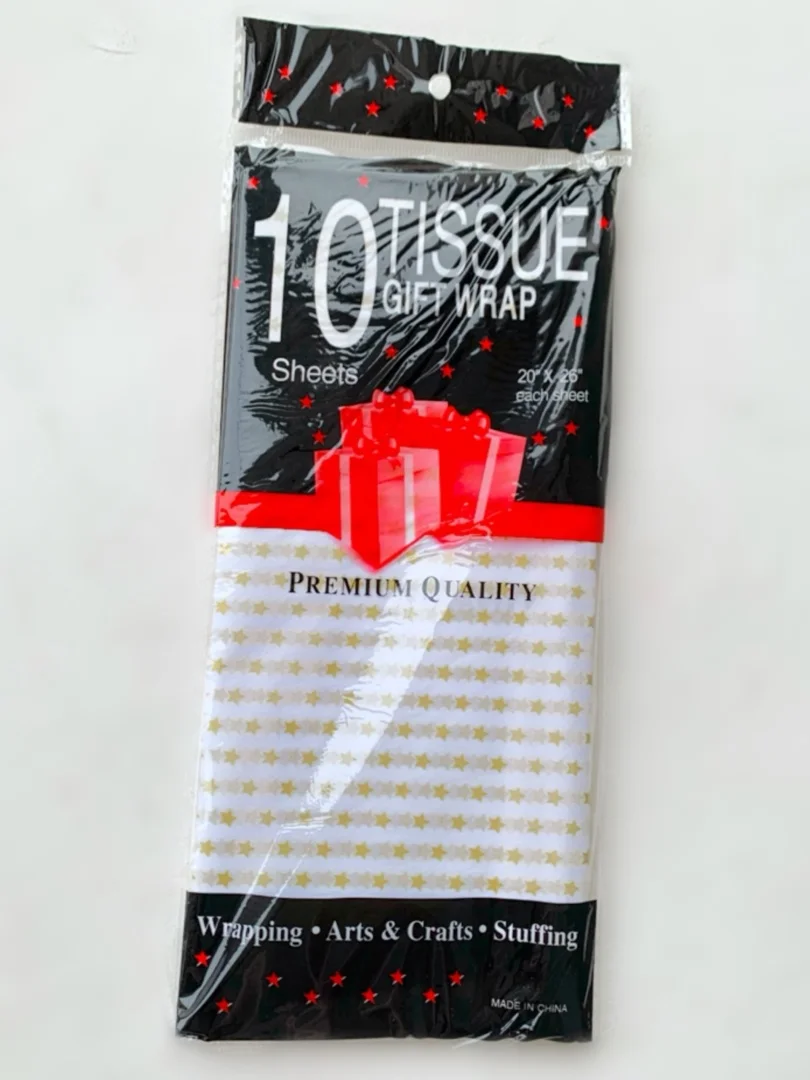 10 TISSUE
GIFT WRAP
Sheets
20" X 26"
each sheet
PREMIUM QUALITY
Wrapping • Arts & Crafts • Stuffing
MADE IN CHINA